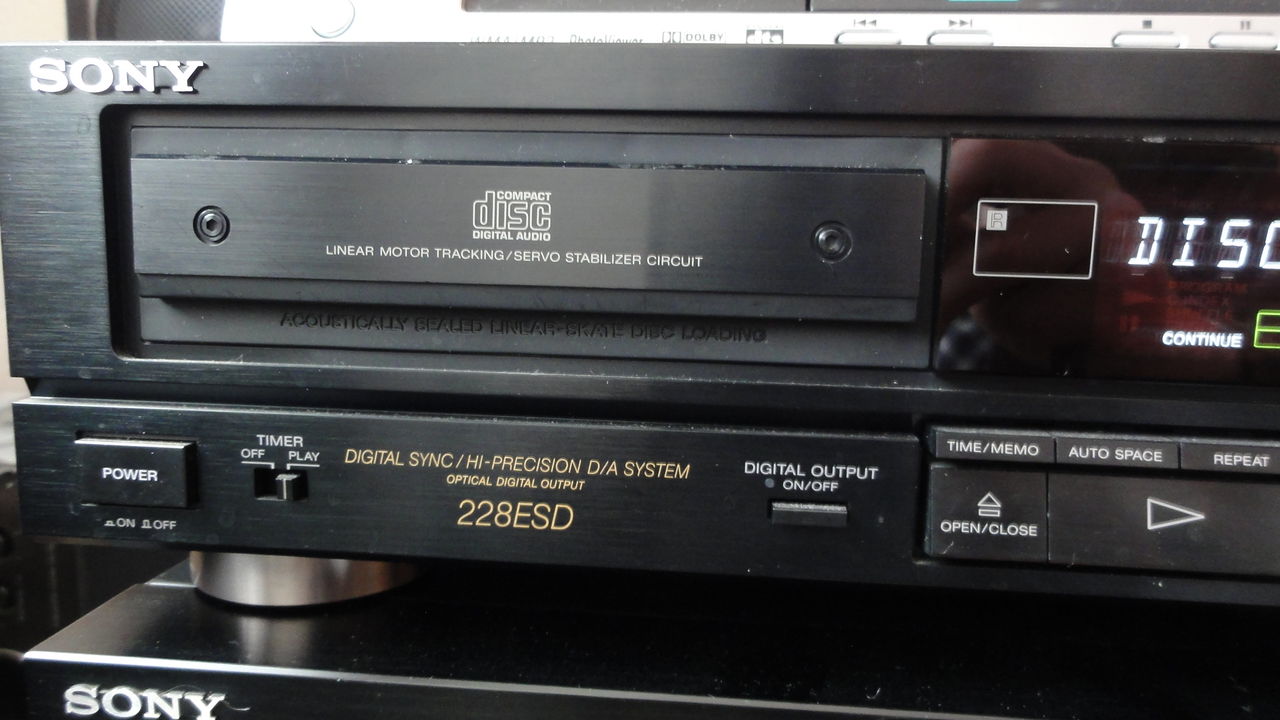 DOLBY
dts
SONY
COMPACT
disc
DIGITAL AUDIO
LINEAR MOTOR TRACKING/SERVO STABILIZER CIRCUIT
ACOUSTICALLY SEALED LINEAR-SKATE DISC LOADING
R
DISC
CONTINUE
POWER
ON OFF
TIMER
OFF PLAY
DIGITAL SYNC/HI-PRECISION D/A SYSTEM
OPTICAL DIGITAL OUTPUT
228ESD
DIGITAL OUTPUT
ON/OFF
TIME/MEMO AUTO SPACE REPEAT
OPEN/CLOSE
SONY